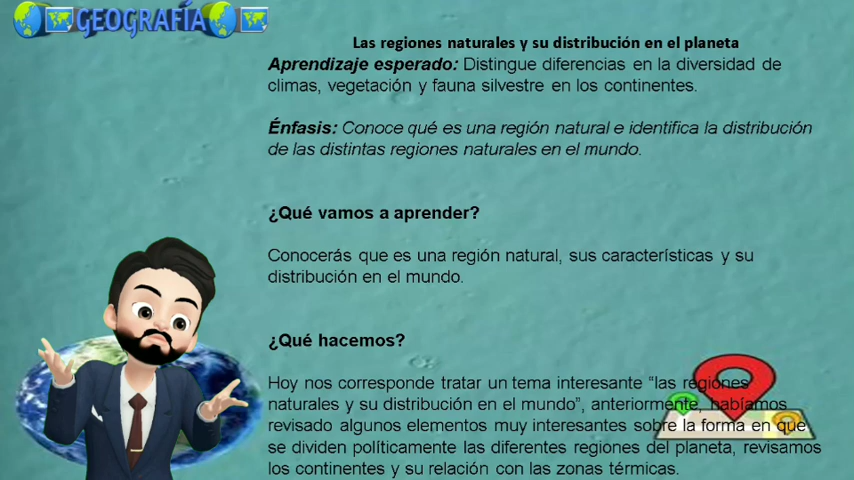 GEOGRAFÍA
Las regiones naturales y su distribución en el planeta
Aprendizaje esperado: Distingue diferencias en la diversidad de
climas, vegetación y fauna silvestre en los continentes.
Énfasis: Conoce qué es una región natural e identifica la distribución
de las distintas regiones naturales en el mundo.
¿Qué vamos a aprender?
Conocerás que es una región natural, sus características y su
distribución en el mundo.
¿Qué hacemos?
Hoy nos corresponde tratar un tema interesante “las regiones
naturales y su distribución en el mundo”, anteriormente, habíamos
revisado algunos elementos muy interesantes sobre la forma en que
se dividen políticamente las diferentes regiones del planeta, revisamos
los continentes y su relación con las zonas térmicas.